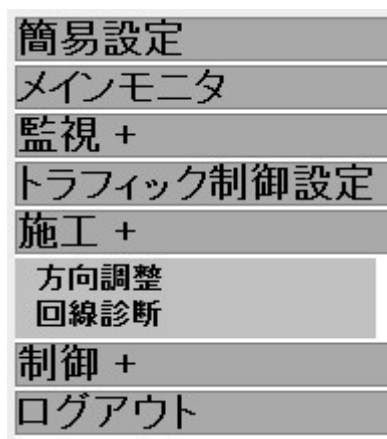 簡易設定
メインモニタ
監視 +
トラフィック制御設定
施工 +
方向調整
回線診断
制御 +
ログアウト